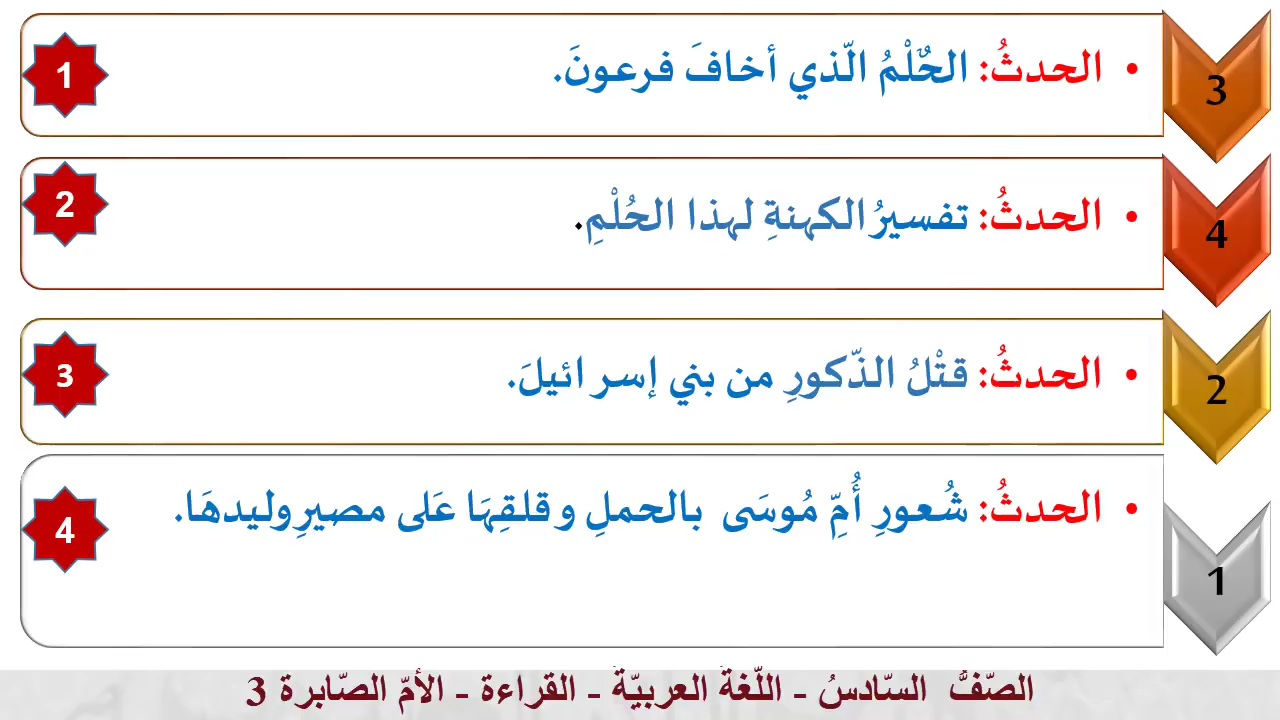 3
• الحدثُ: الحٌلْمُ الّذي أخافَ فرعونَ.
1
4
• الحدثُ: تفسيرُ الكهنةِ لهذا الحُلْمِ.
2
2
• الحدثُ: قتْلُ الذّكورِ من بني إسرائيلَ.
3
1
• الحدثُ: شُعورِ أُمِّ مُوسَى بالحملِ وقلقِهَا عَلى مصيرِ وليدهَا.
4
الصّفُّ السّادسُ - اللّغةُ العربيّةُ - القراءة - الأمّ الصّابرة 3